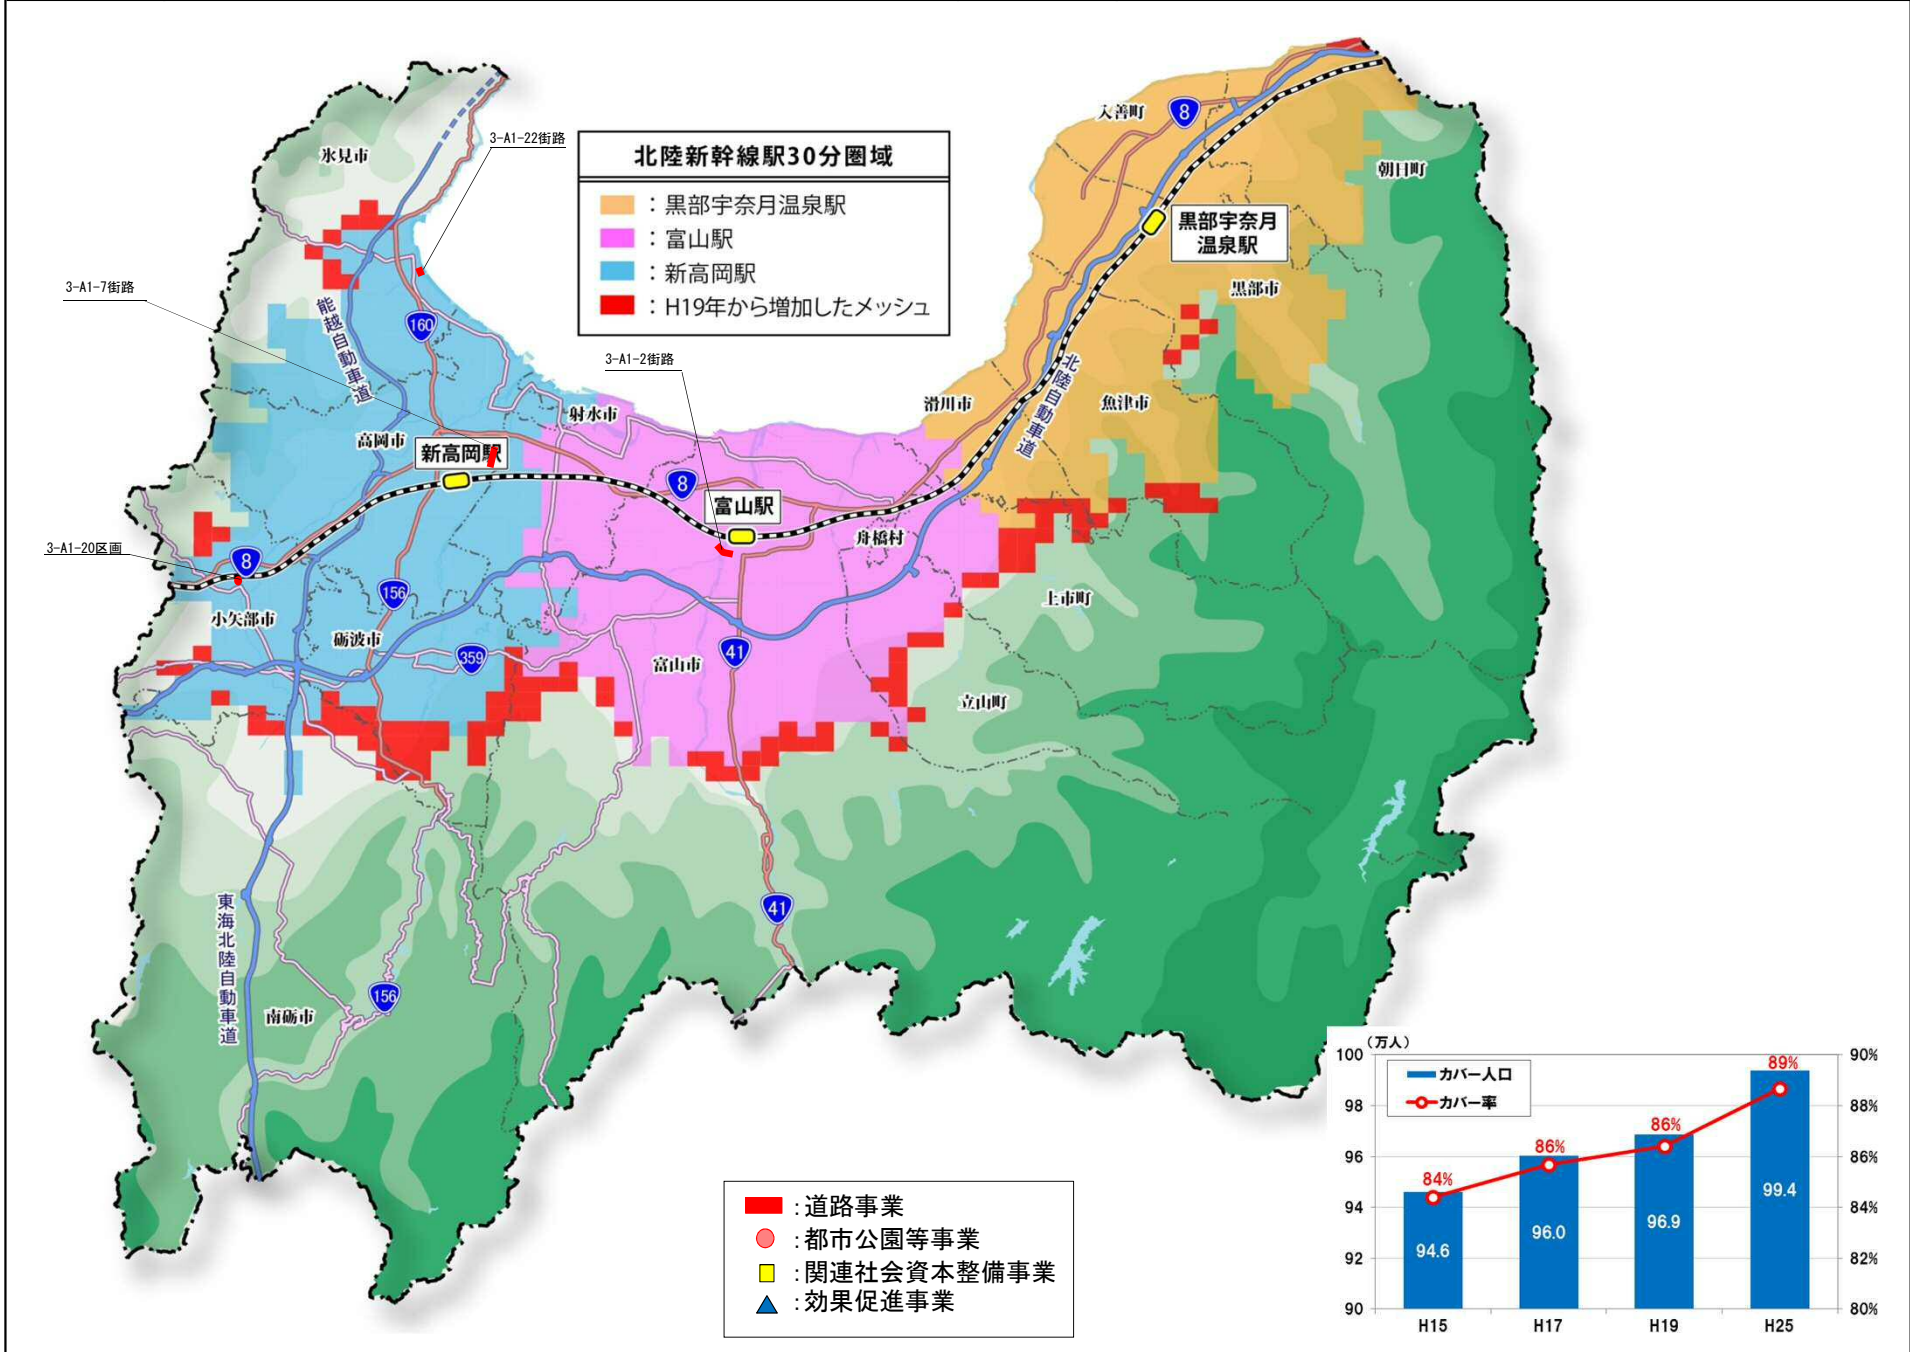 北陸新幹線駅30分圏域
：黒部宇奈月温泉駅
：富山駅
：新高岡駅
：H19年から増加したメッシュ
3-A1-22街路
3-A1-7街路
3-A1-2街路
3-A1-20区画
氷見市
入善町
8
朝日町
黒部宇奈月
温泉駅
黒部市
能越自動車道
160
北陸自動車道
射水市
滑川市
魚津市
高岡市
新高岡駅
8
富山駅
舟橋村
8
156
小矢部市
砺波市
359
富山市
41
上市町
立山町
東海北陸自動車道
41
156
南砺市
：道路事業
：都市公園等事業
：関連社会資本整備事業
：効果促進事業
（万人）
カバー人口
カバー率
100
98
96
94
92
90
90%
88%
86%
84%
82%
80%
84%
86%
86%
89%
94.6
96.0
96.9
99.4
H15
H17
H19
H25